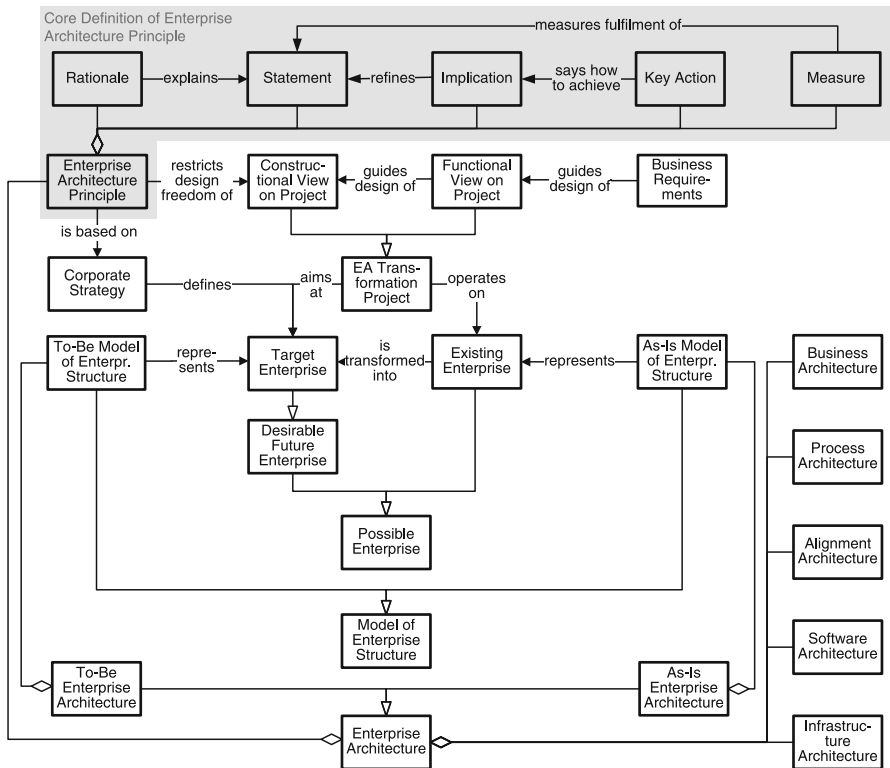 Core Definition of Enterprise
Architecture Principle
measures fulfilment of
Rationale
explains
Statement
refines
Implication
says how
to achieve
Key Action
Measure
Enterprise
Architecture
Principle
restricts
design
freedom of
Constructional
View on
Project
guides
design of
Functional
View on
Project
guides
design of
Business
Require-
ments
is based on
Corporate
Strategy
defines
aims
at
EA Trans-
formation
Project
operates
on
To-Be Model
of Enterpr.
Structure
repre-
sents
Target
Enterprise
is
transformed
into
Existing
Enterprise
represents
As-Is Model
of Enterpr.
Structure
Business
Architecture
Desirable
Future
Enterprise
Process
Architecture
Possible
Enterprise
Alignment
Architecture
Model of
Enterprise
Structure
Software
Architecture
To-Be
Enterprise
Architecture
As-Is
Enterprise
Architecture
Enterprise
Architecture
Infrastruc-
ture
Architecture